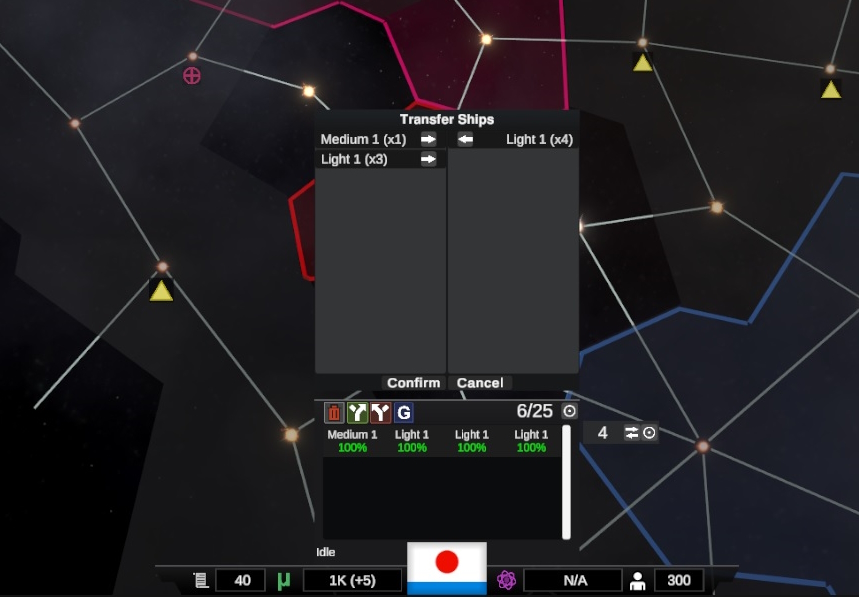 Transfer Ships
Medium 1 (x1)
Light 1 (x4)
Light 1 (x3)
Confirm Cancel
G 6/25
Medium 1 Light 1 Light 1 Light 1
100% 100% 100% 100%
4
Idle
40 µ 1K (+5) N/A 300